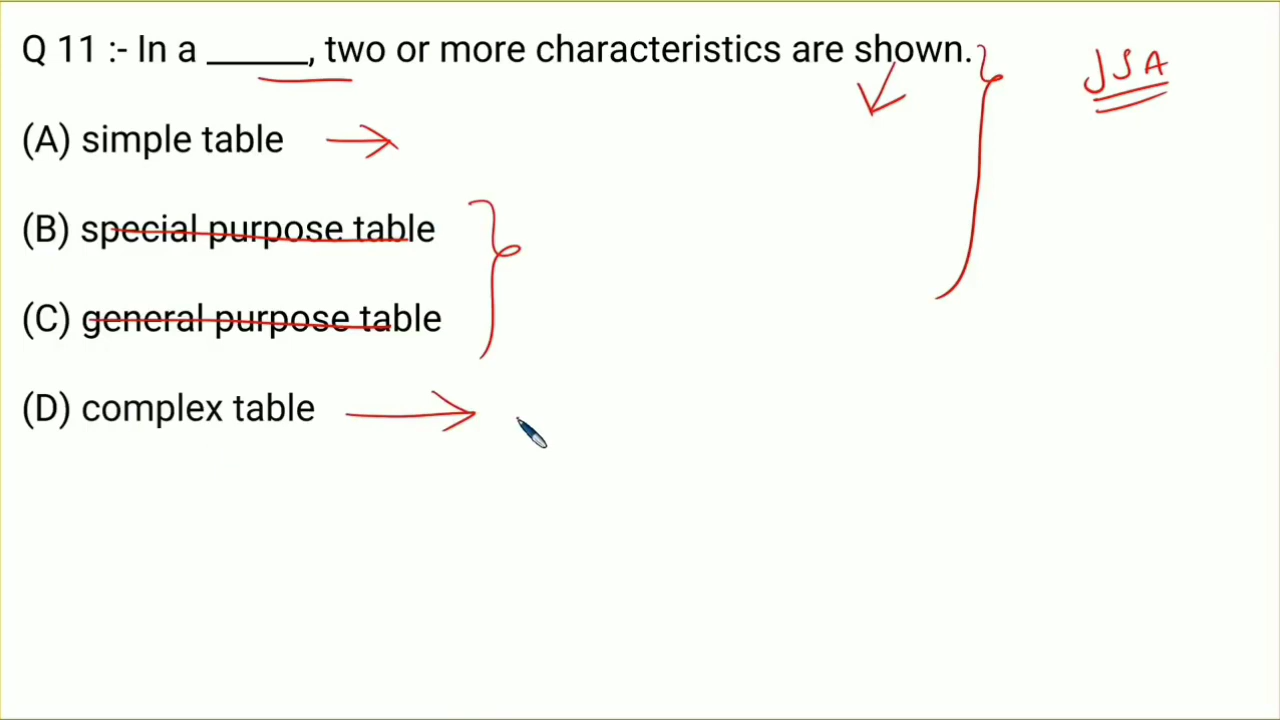 Q 11 :- In a ______, two or more characteristics are shown.
JSA
(A) simple table
(B) special purpose table
(C) general purpose table
(D) complex table